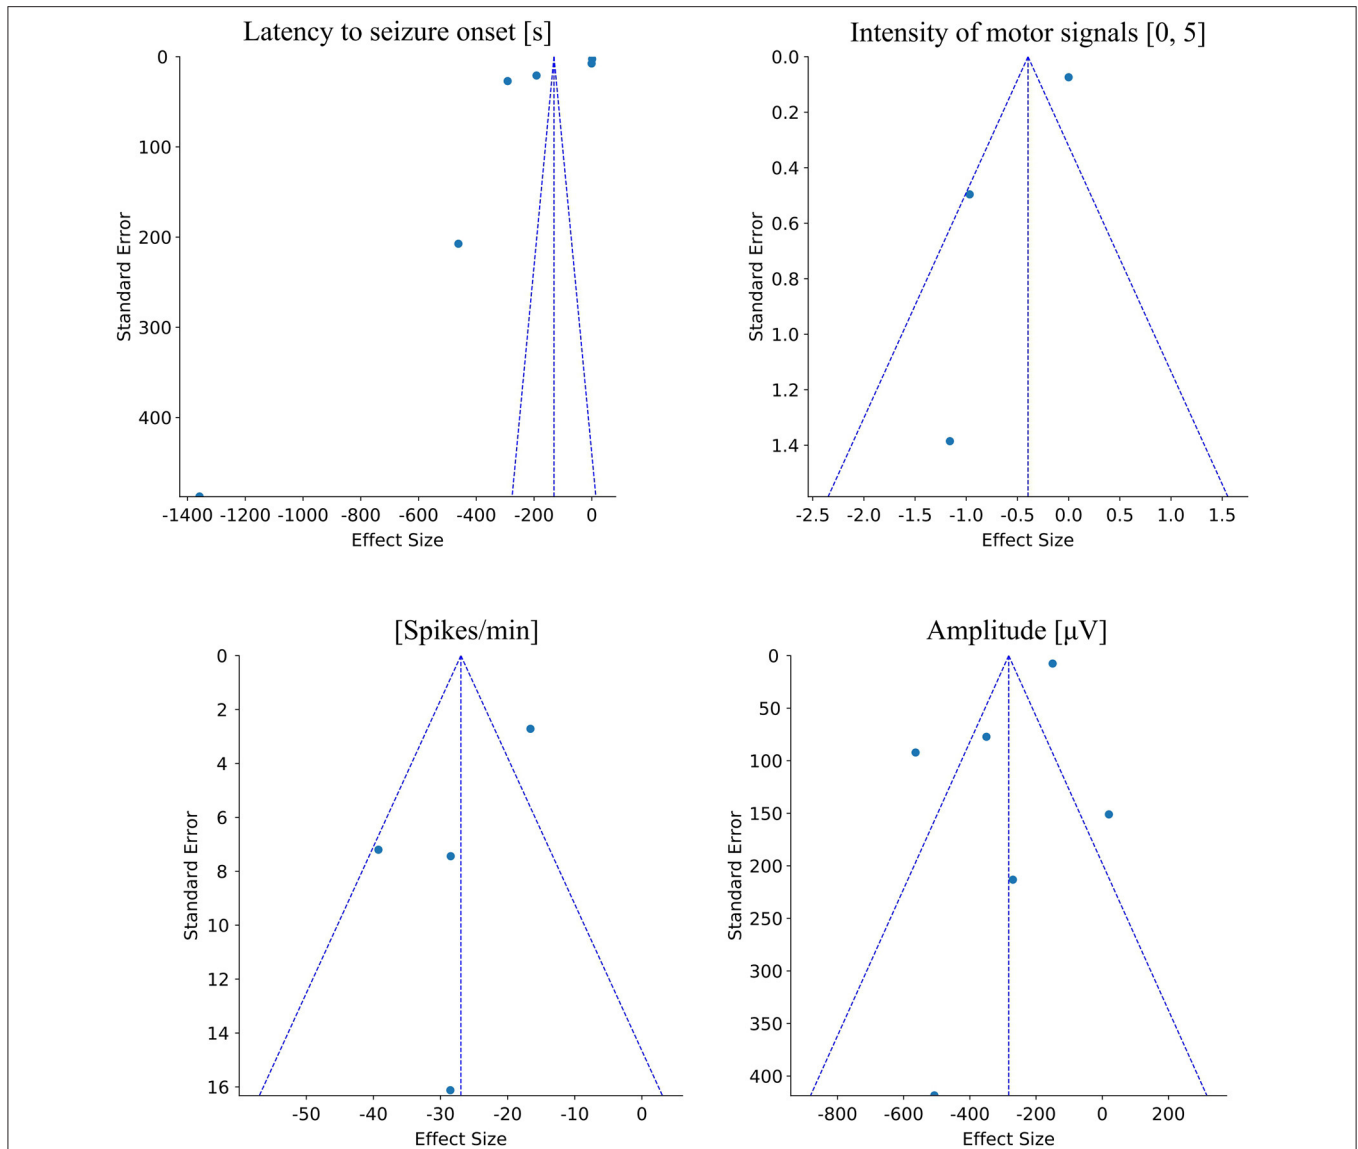 Latency to seizure onset [s]
0
100
200
300
400
Standard Error
-1400 -1200 -1000 -800 -600 -400 -200 0
Effect Size
Intensity of motor signals [0, 5]
0.0
0.2
0.4
0.6
0.8
1.0
1.2
1.4
Standard Error
-2.5 -2.0 -1.5 -1.0 -0.5 0.0 0.5 1.0 1.5
Effect Size
[Spikes/min]
0
2
4
6
8
10
12
14
16
Standard Error
-50 -40 -30 -20 -10 0
Effect Size
Amplitude [μV]
0
50
100
150
200
250
300
350
400
Standard Error
-800 -600 -400 -200 0 200
Effect Size